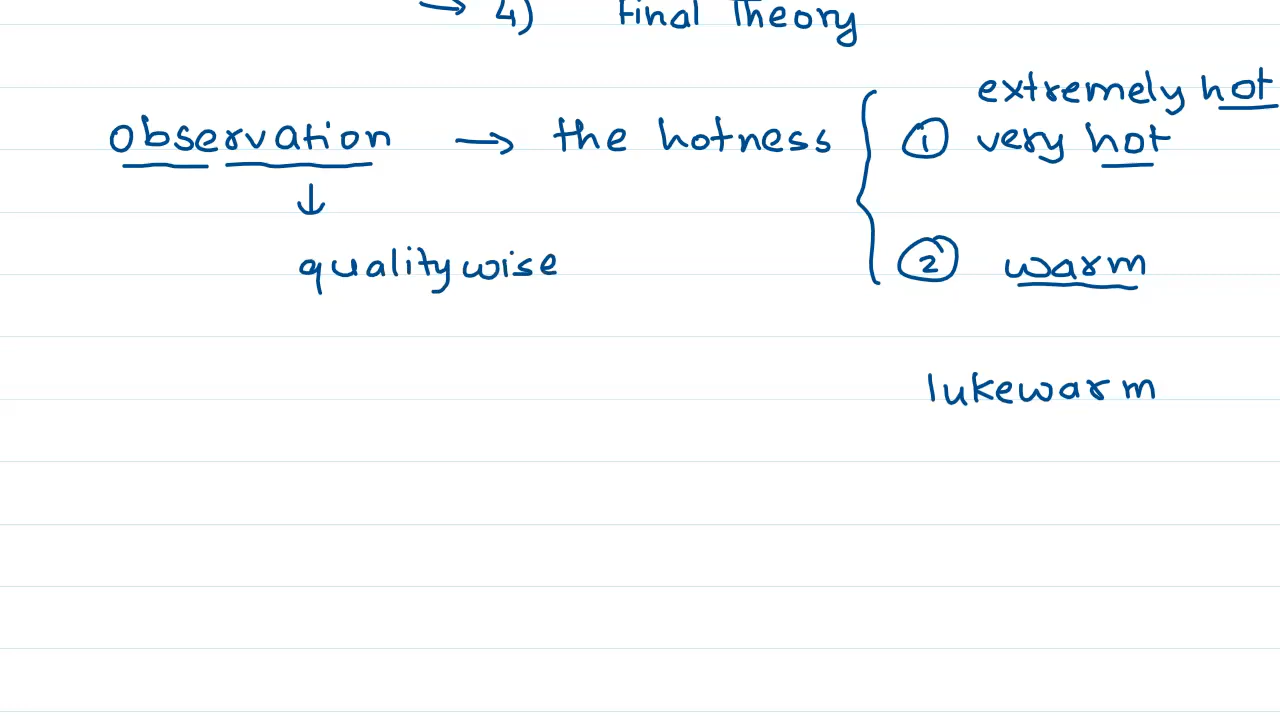 → 4) Final Theory
extremely hot
observation → the hotness { ① very hot
↓
qualitywise ② warm
lukewarm